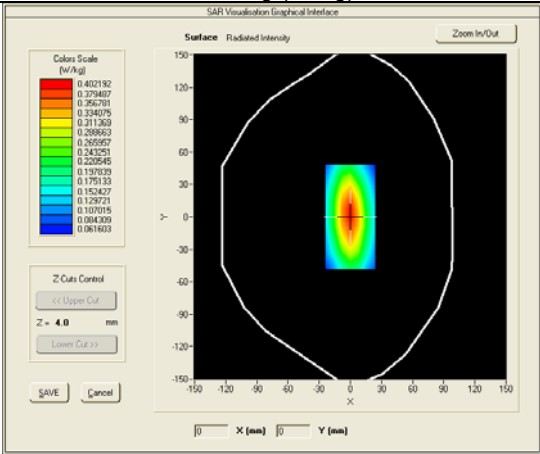 SAR Visualisation Graphical Interface
Surface Radiated Intensity
Zoom In/Out
Colors Scale
(W/kg)
0.402192
0.379487
0.356781
0.334075
0.311369
0.288663
0.265957
0.243251
0.220545
0.197839
0.175133
0.152427
0.129721
0.107015
0.084309
0.061603
150
120
90
60
30
0
-30
-60
-90
-120
-150
Y
-150 -120 -90 -60 -30 0 30 60 90 120 150
X
Z-Cuts Control
<< Upper Cut
Z = 4.0 mm
Lower Cut >>
SAVE Cancel
0 X (mm) 0 Y (mm)